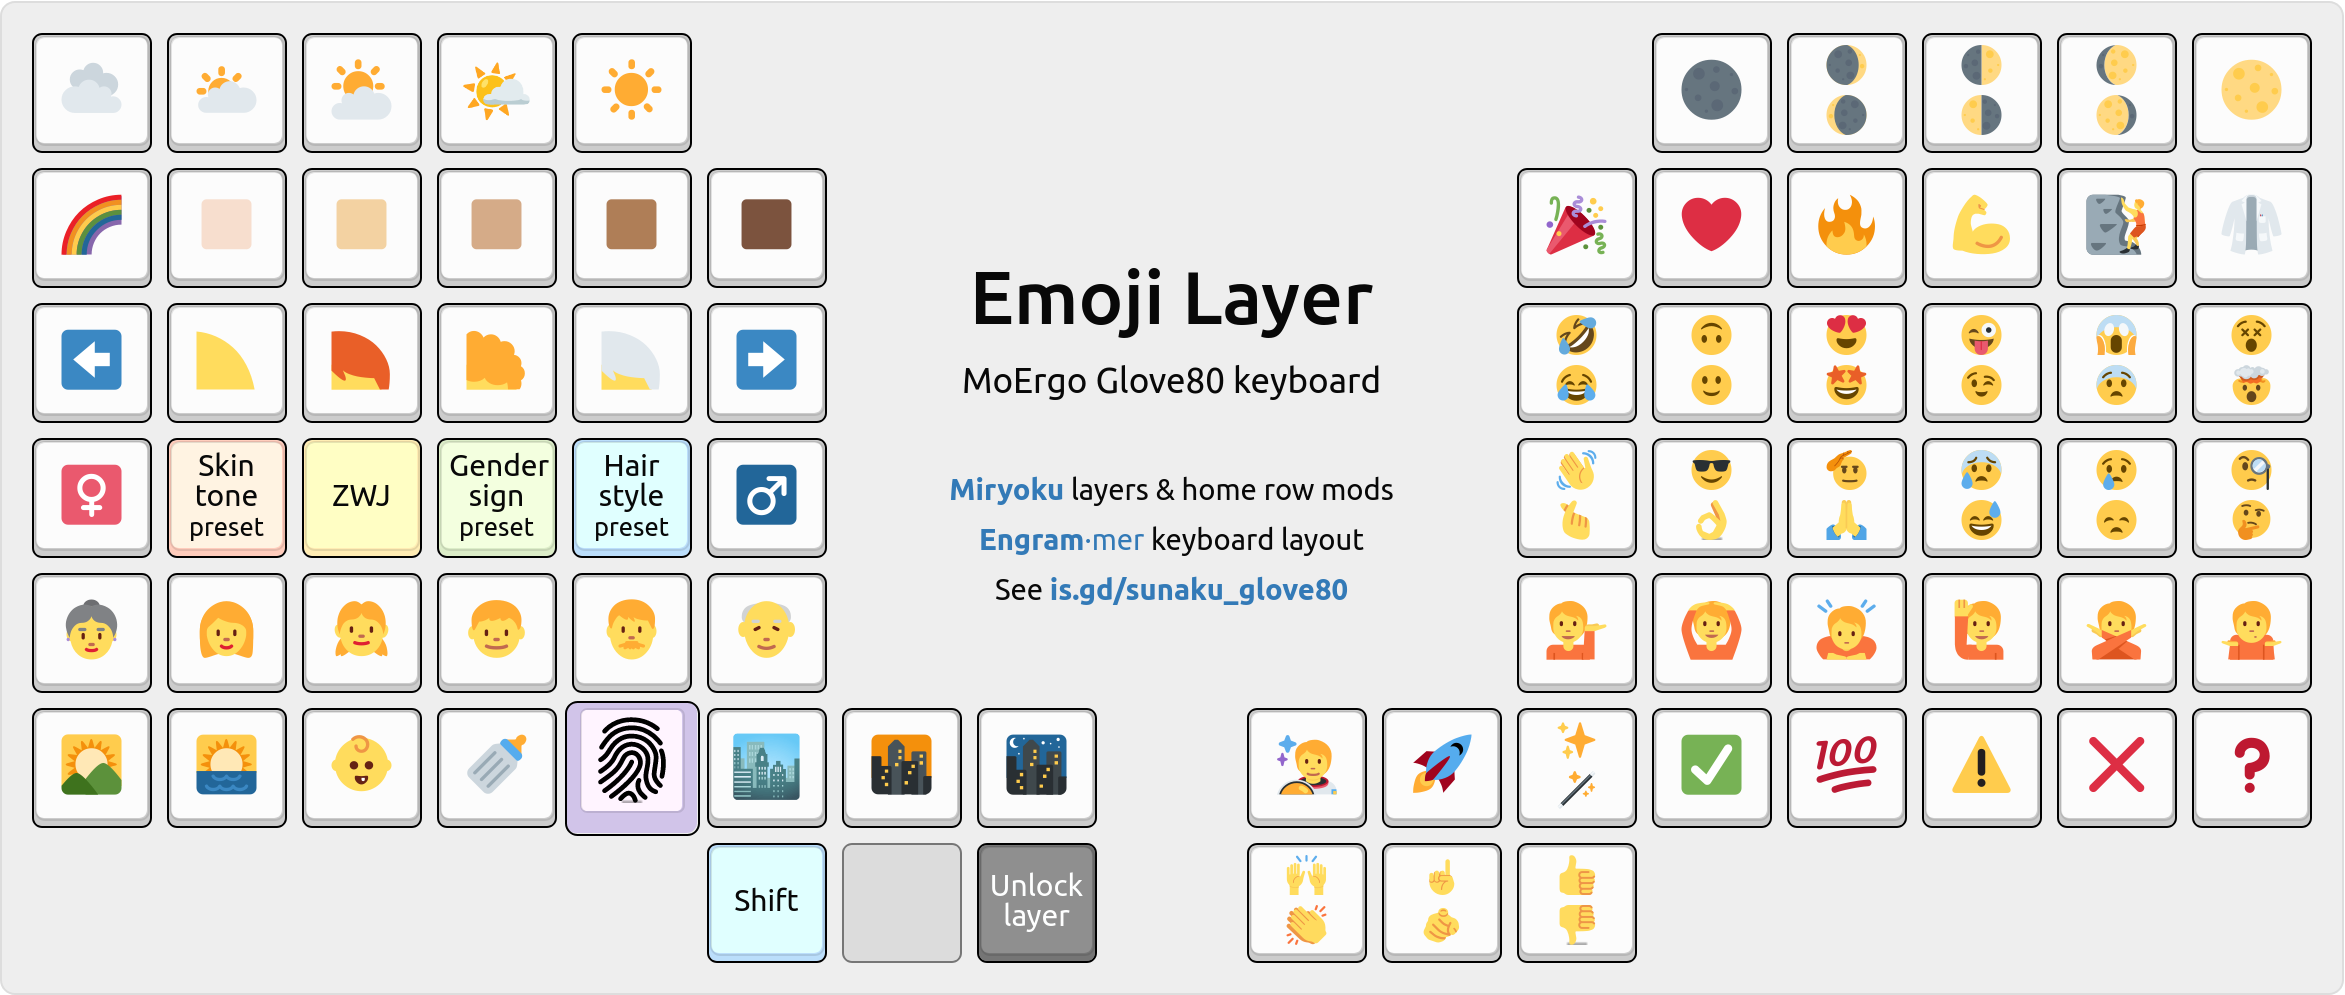 Emoji Layer
MoErgo Glove80 keyboard
Skin
tone
preset
ZWJ
Gender
sign
preset
Hair
style
preset
Miryoku layers & home row mods
Engram·mer keyboard layout
See is.gd/sunaku_glove80
100
?
Shift
Unlock
layer